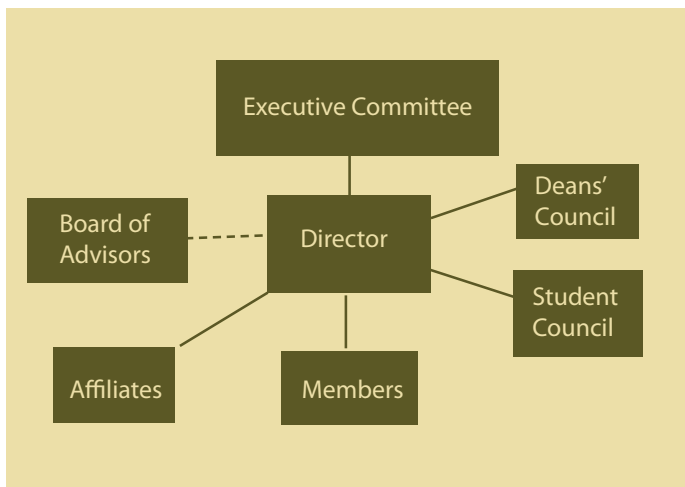 Executive Committee
Deans’
Council
Board of
Advisors
Director
Student
Council
Affiliates
Members